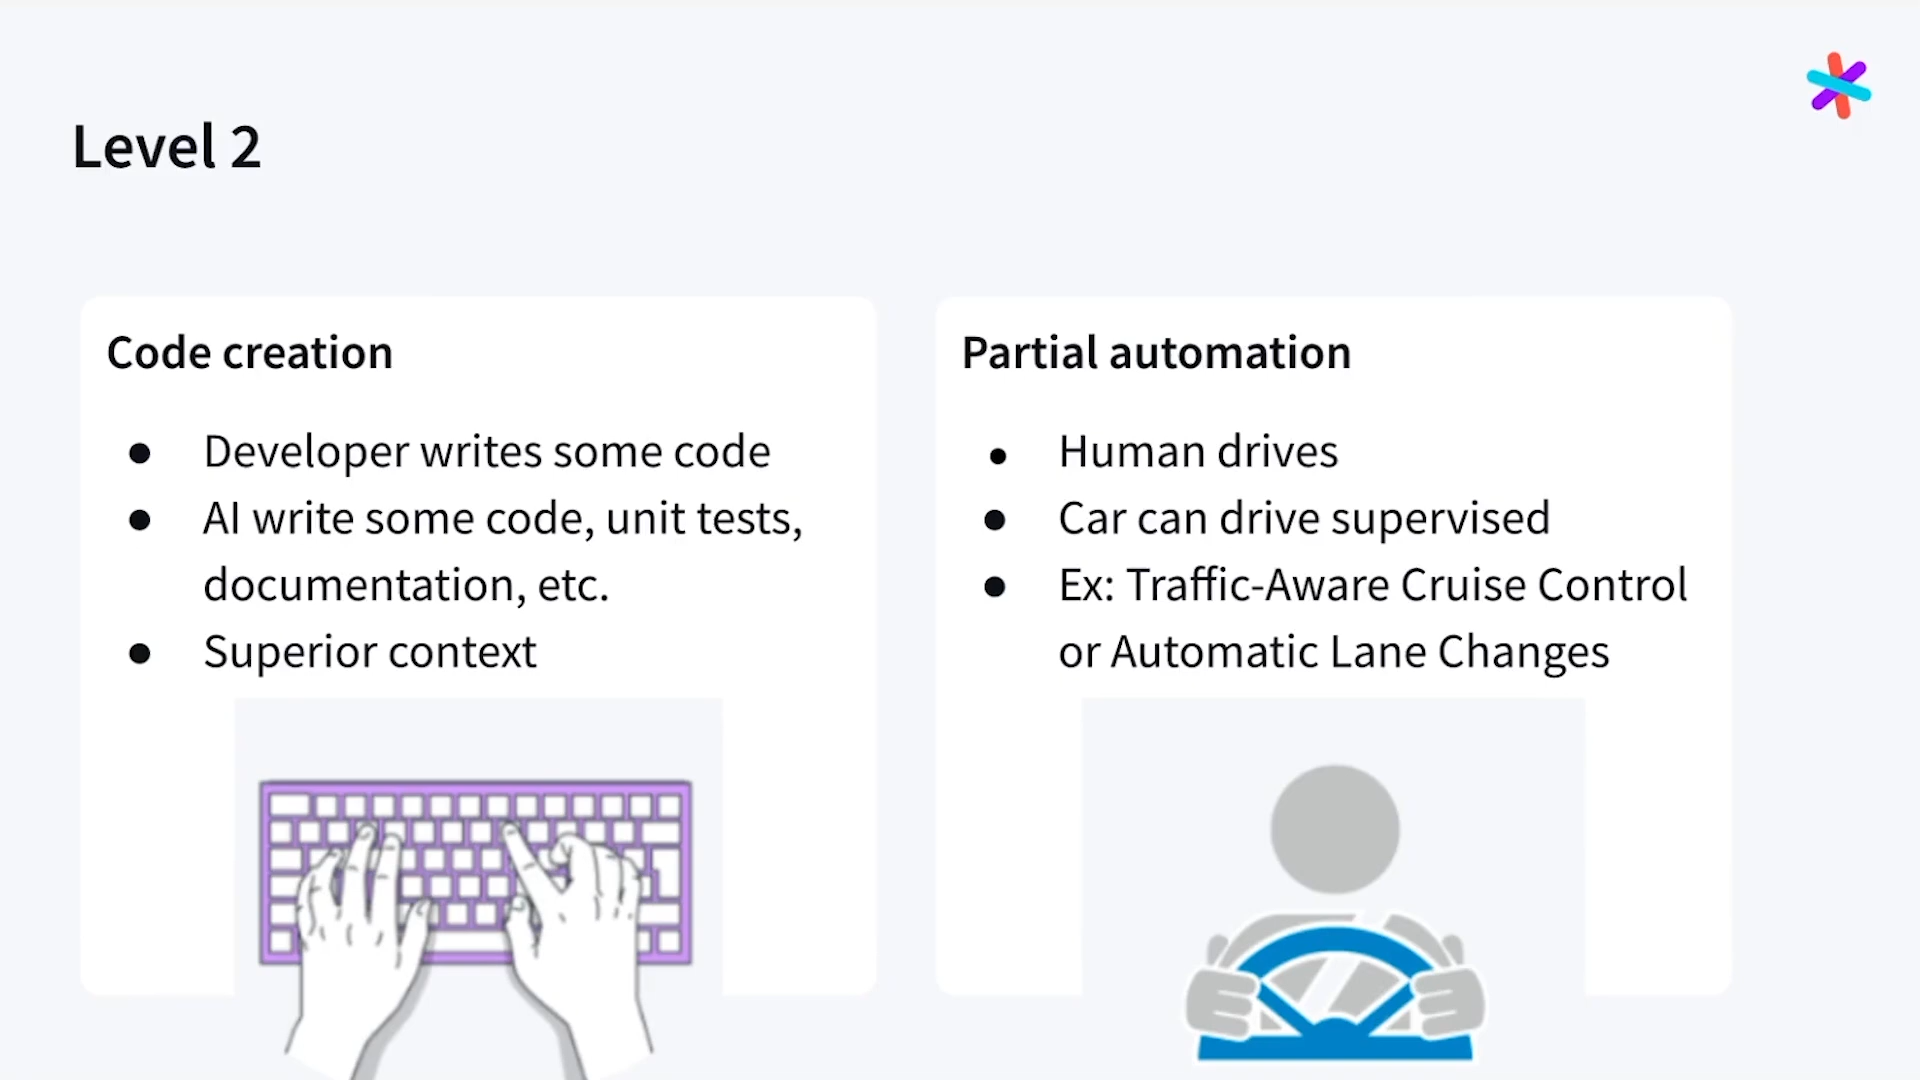 Level 2
Code creation
● Developer writes some code
● AI write some code, unit tests,
documentation, etc.
● Superior context
Partial automation
● Human drives
● Car can drive supervised
● Ex: Traffic-Aware Cruise Control
or Automatic Lane Changes